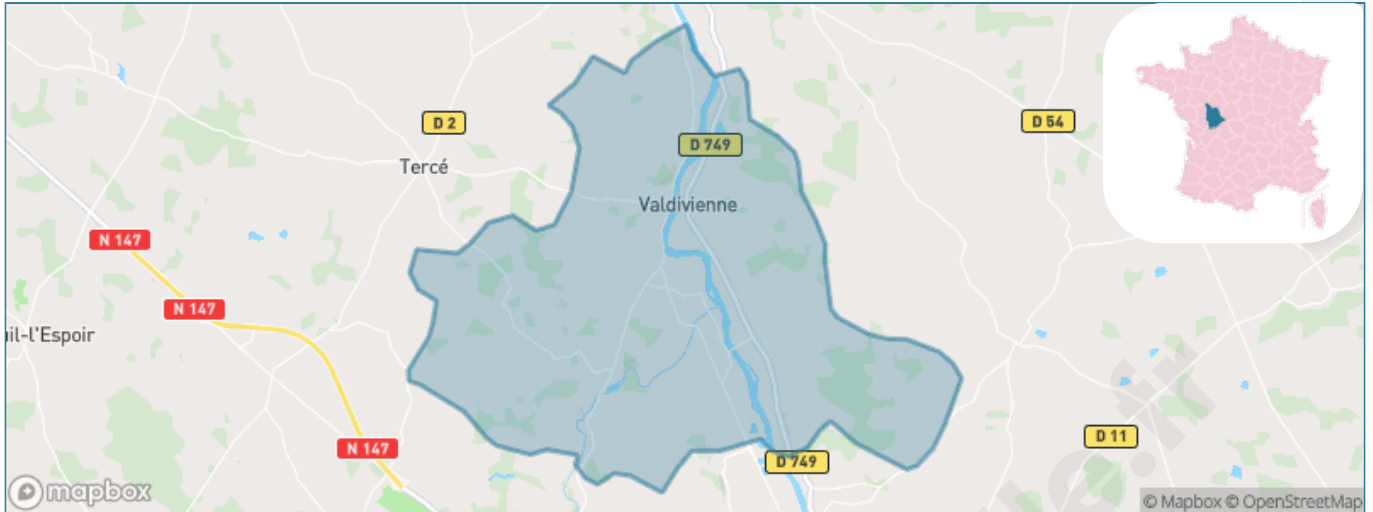 D 2
D 54
D 749
Tercé
Valdivienne
N 147
N 147
il-l'Espoir
N 147
D 11
D 749
mapbox
© Mapbox © OpenStreetMap